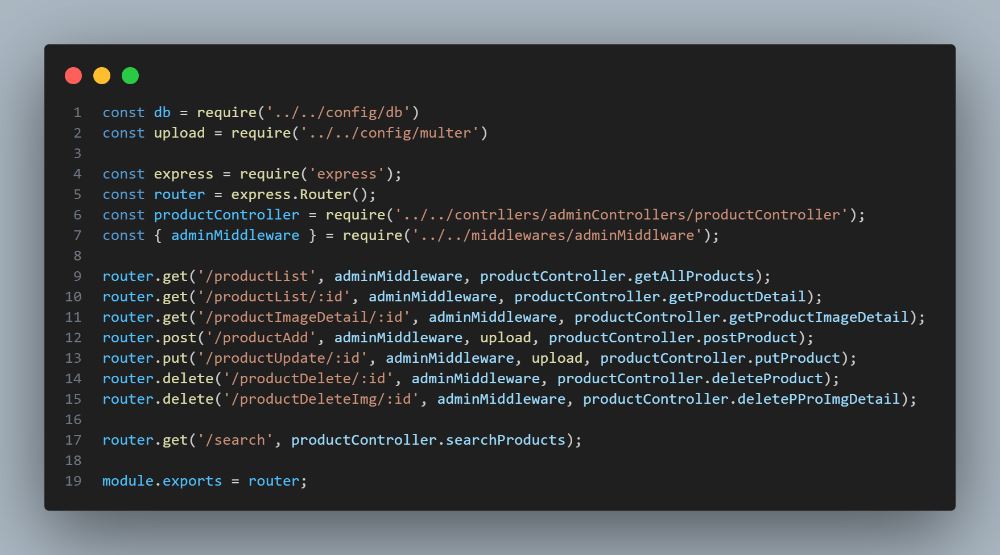 1 const db = require('../../config/db')
2 const upload = require('../../config/multer')
3
4 const express = require('express');
5 const router = express.Router();
6 const productController = require('../../contrllers/adminControllers/productController');
7 const { adminMiddleware } = require('../../middlewares/adminMiddlware');
8
9 router.get('/productList', adminMiddleware, productController.getAllProducts);
10 router.get('/productList/:id', adminMiddleware, productController.getProductDetail);
11 router.get('/productImageDetail/:id', adminMiddleware, productController.getProductImageDetail);
12 router.post('/productAdd', adminMiddleware, upload, productController.postProduct);
13 router.put('/productUpdate/:id', adminMiddleware, upload, productController.putProduct);
14 router.delete('/productDelete/:id', adminMiddleware, productController.deleteProduct);
15 router.delete('/productDeleteImg/:id', adminMiddleware, productController.deletePProImgDetail);
16
17 router.get('/search', productController.searchProducts);
18
19 module.exports = router;